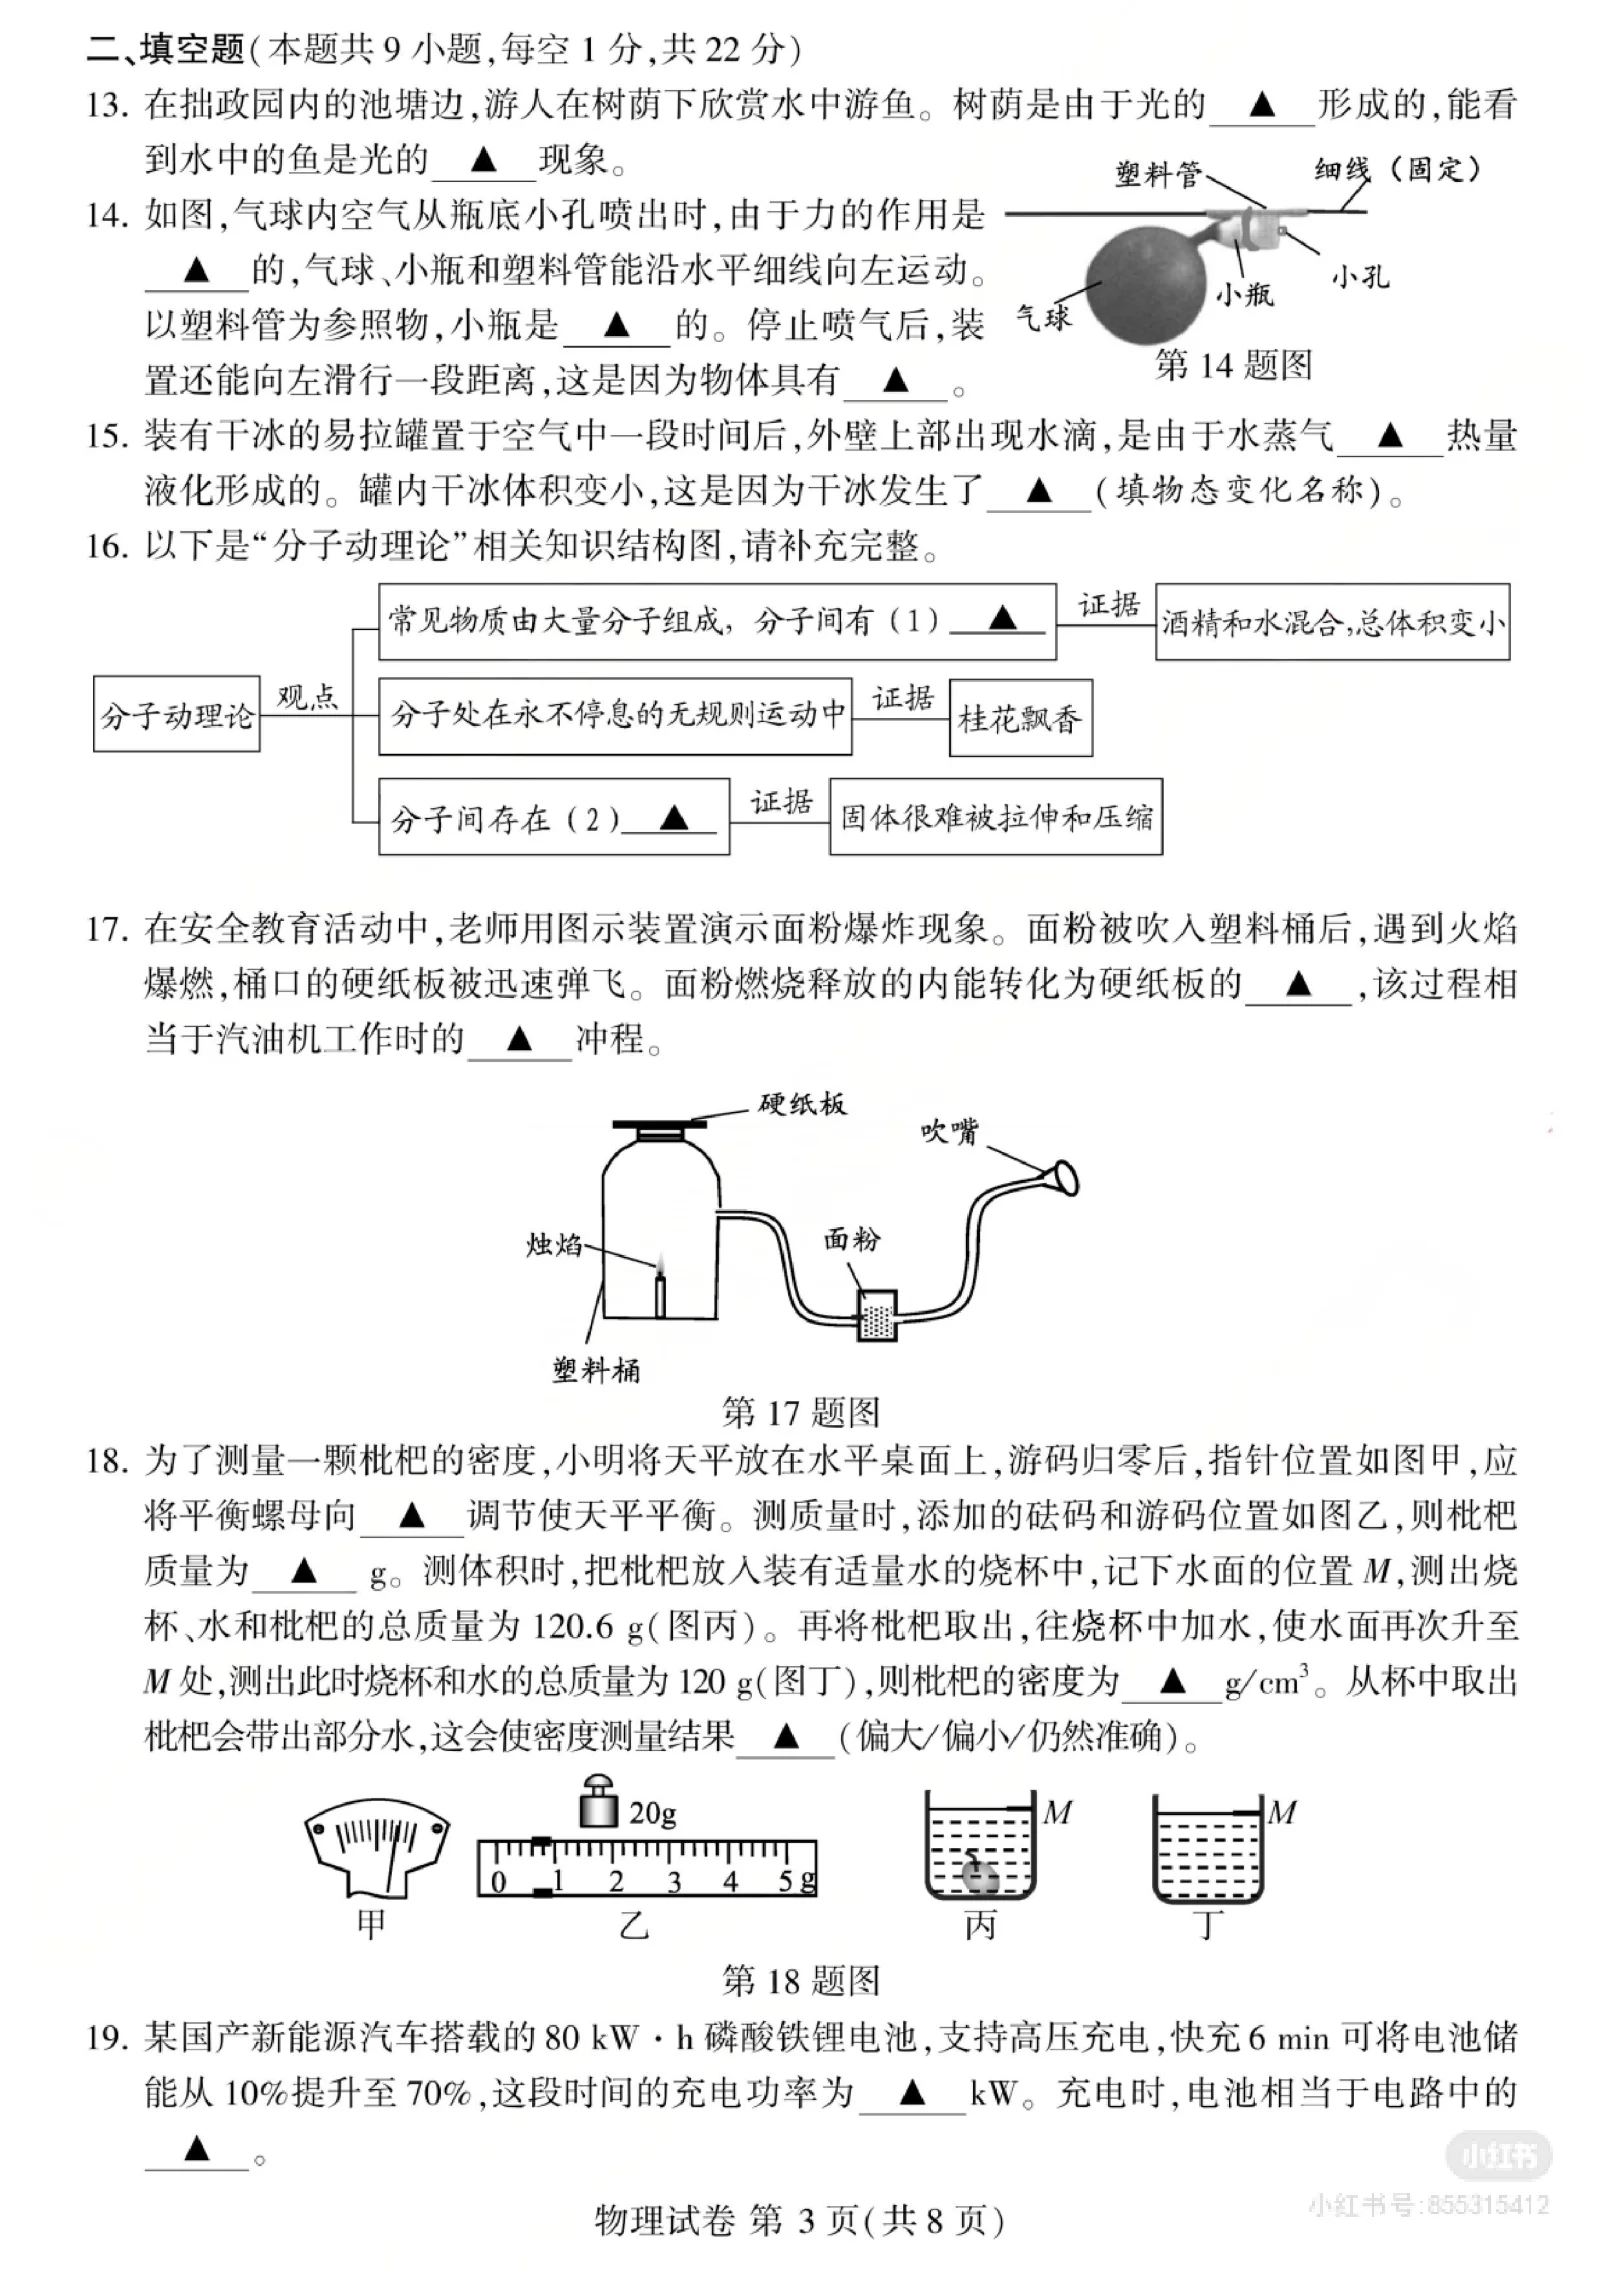 二、填空题(本题共9小题,每空1分,共22分)
13. 在拙政园内的池塘边,游人在树荫下欣赏水中游鱼。树荫是由于光的 ▲ 形成的,能看
到水中的鱼是光的 ▲ 现象。
塑料管 细线(固定)
14. 如图,气球内空气从瓶底小孔喷出时,由于力的作用是
▲ 的,气球、小瓶和塑料管能沿水平细线向左运动。
以塑料管为参照物,小瓶是 ▲ 的。停止喷气后,装
置还能向左滑行一段距离,这是因为物体具有 ▲ 。
气球 小瓶 小孔
第14题图
15. 装有干冰的易拉罐置于空气中一段时间后,外壁上部出现水滴,是由于水蒸气 ▲ 热量
液化形成的。罐内干冰体积变小,这是因为干冰发生了 ▲ (填物态变化名称)。
16. 以下是“分子动理论”相关知识结构图,请补充完整。
常见物质由大量分子组成,分子间有(1) ▲ 证据 酒精和水混合,总体积变小
分子动理论 观点 分子处在永不停息的无规则运动中 证据 桂花飘香
分子间存在(2) ▲ 证据 固体很难被拉伸和压缩
17. 在安全教育活动中,老师用图示装置演示面粉爆炸现象。面粉被吹入塑料桶后,遇到火焰
爆燃,桶口的硬纸板被迅速弹飞。面粉燃烧释放的内能转化为硬纸板的 ▲ ,该过程相
当于汽油机工作时的 ▲ 冲程。
硬纸板
吹嘴
烛焰 面粉
塑料桶
第17题图
18. 为了测量一颗枇杷的密度,小明将天平放在水平桌面上,游码归零后,指针位置如图甲,应
将平衡螺母向 ▲ 调节使天平平衡。测质量时,添加的砝码和游码位置如图乙,则枇杷
质量为 ▲ g。测体积时,把枇杷放入装有适量水的烧杯中,记下水面的位置M,测出烧
杯、水和枇杷的总质量为120.6 g(图丙)。再将枇杷取出,往烧杯中加水,使水面再次升至
M处,测出此时烧杯和水的总质量为120 g(图丁),则枇杷的密度为 ▲ g/cm³。从杯中取出
枇杷会带出部分水,这会使密度测量结果 ▲ (偏大/偏小/仍然准确)。
20g M M
0 1 2 3 4 5 g
甲 乙 丙 丁
第18题图
19. 某国产新能源汽车搭载的80 kW·h磷酸铁锂电池,支持高压充电,快充6 min可将电池储
能从10%提升至70%,这段时间的充电功率为 ▲ kW。充电时,电池相当于电路中的
▲ 。
小红书
小红书号:855315412
物理试卷 第 3 页(共8页)